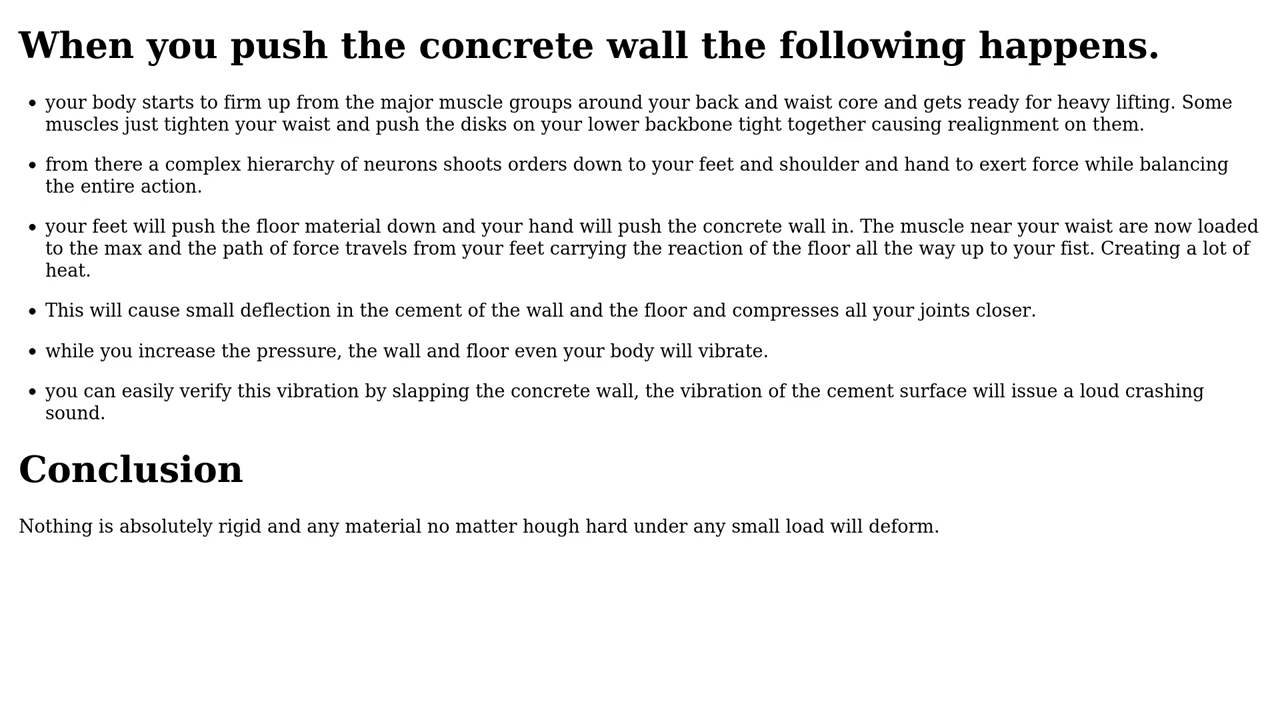 When you push the concrete wall the following happens.
• your body starts to firm up from the major muscle groups around your back and waist core and gets ready for heavy lifting. Some
muscles just tighten your waist and push the disks on your lower backbone tight together causing realignment on them.
• from there a complex hierarchy of neurons shoots orders down to your feet and shoulder and hand to exert force while balancing
the entire action.
• your feet will push the floor material down and your hand will push the concrete wall in. The muscle near your waist are now loaded
to the max and the path of force travels from your feet carrying the reaction of the floor all the way up to your fist. Creating a lot of
heat.
• This will cause small deflection in the cement of the wall and the floor and compresses all your joints closer.
• while you increase the pressure, the wall and floor even your body will vibrate.
• you can easily verify this vibration by slapping the concrete wall, the vibration of the cement surface will issue a loud crashing
sound.
Conclusion
Nothing is absolutely rigid and any material no matter hough hard under any small load will deform.